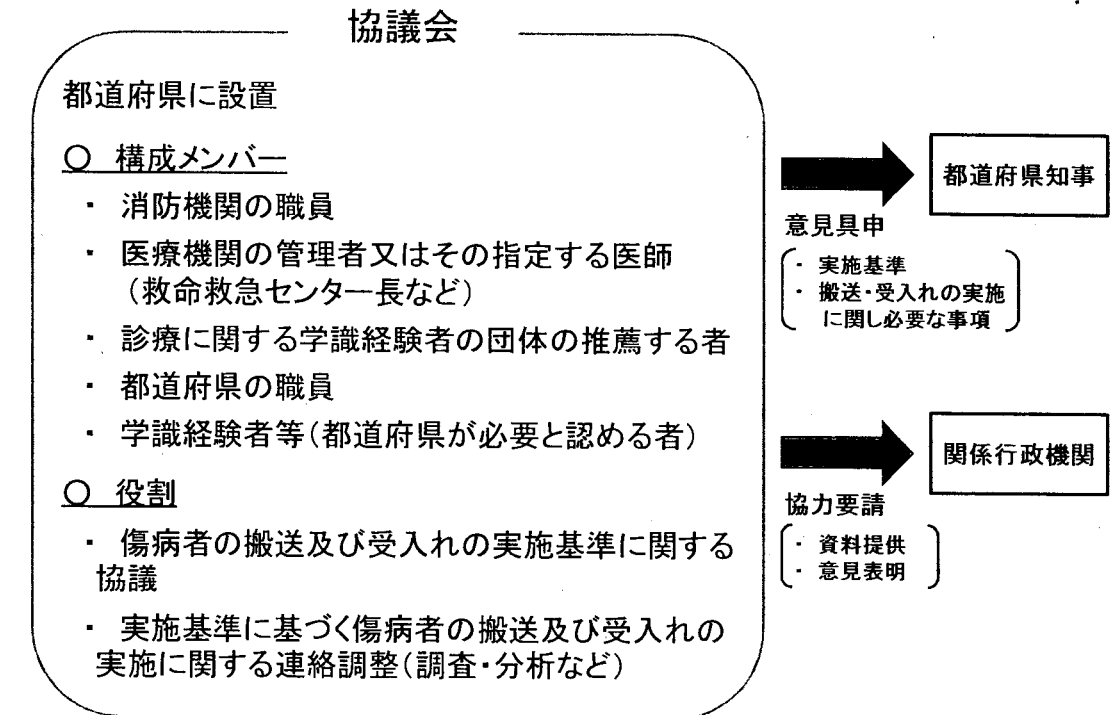 協議会
都道府県に設置
○ 構成メンバー
・ 消防機関の職員
・ 医療機関の管理者又はその指定する医師
（救命救急センター長など）
・ 診療に関する学識経験者の団体の推薦する者
・ 都道府県の職員
・ 学識経験者等（都道府県が必要と認める者）
○ 役割
・ 傷病者の搬送及び受入れの実施基準に関する
協議
・ 実施基準に基づく傷病者の搬送及び受入れの
実施に関する連絡調整（調査・分析など）
都道府県知事
意見具申
・ 実施基準
・ 搬送・受入れの実施
に関し必要な事項
関係行政機関
協力要請
・ 資料提供
・ 意見表明